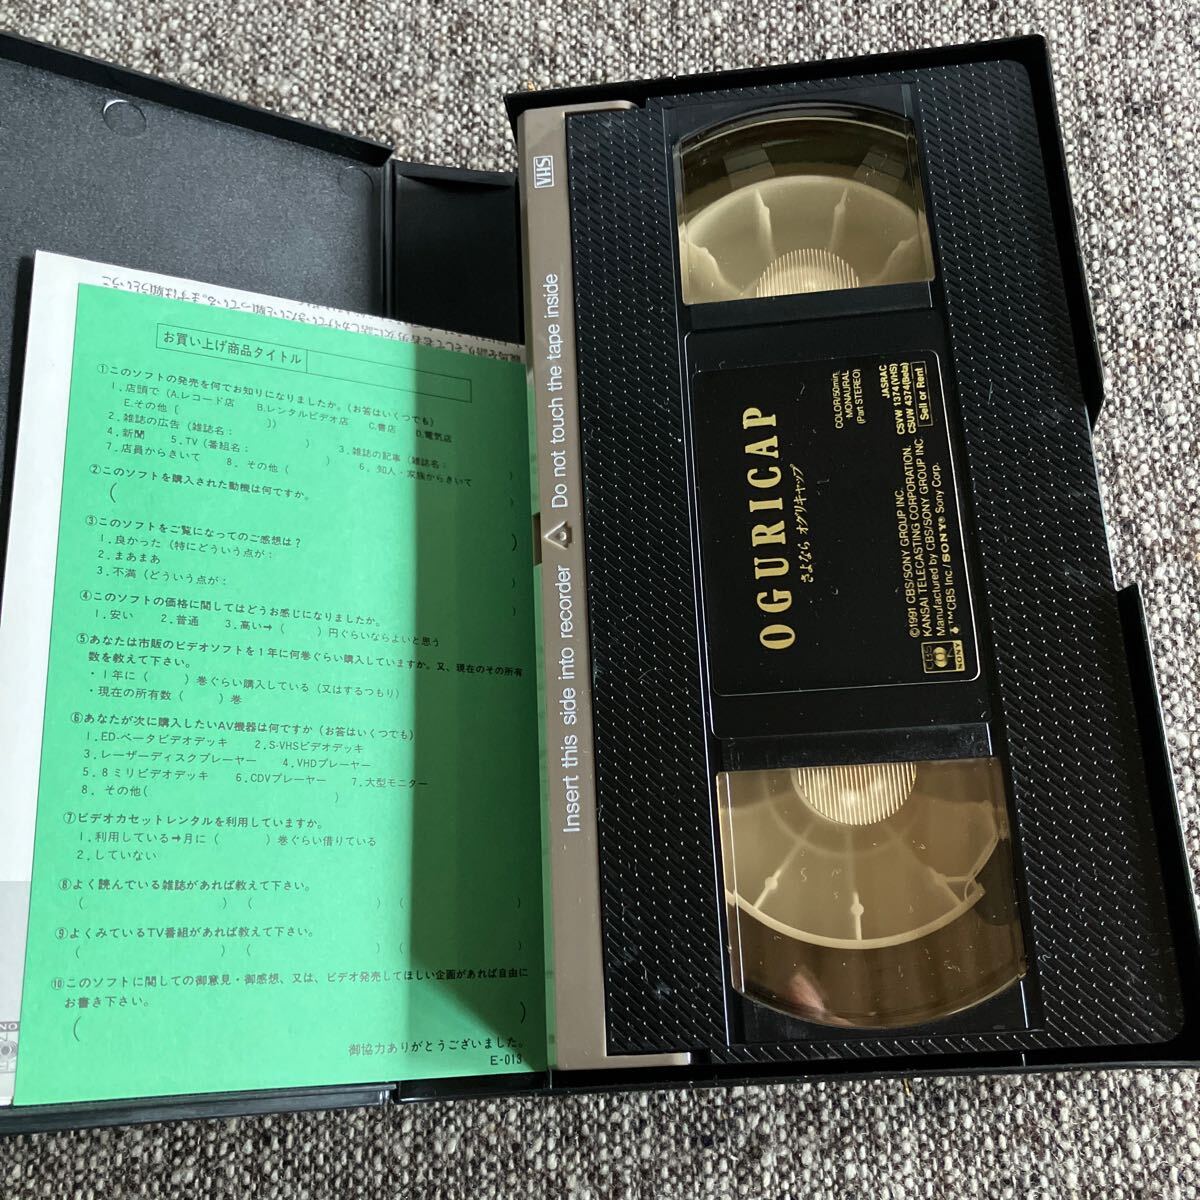 お買い上げ商品タイトル
①このソフトの発売を何でお知りになりましたか。(お答はいくつでも)
1.店頭で(A.レコード店 B.レンタルビデオ店 C.書店 D.電気店
E.その他( ])
2.雑誌の広告(雑誌名: ) 3.雑誌の記事(雑誌名: )
4.新聞 5.TV(番組名: ) 6.知人・家族からきいて
7.店員からきいて 8.その他( )
②このソフトを購入された動機は何ですか。
( )
③このソフトをご覧になってのご感想は?
1.良かった(特にどういう点が: )
2.まあまあ
3.不満(どういう点が: )
④このソフトの価格に関してはどうお感じになりましたか。
1.安い 2.普通 3.高い→( )円ぐらいならよいと思う
⑤あなたは市販のビデオソフトを1年に何巻ぐらい購入していますか。又、現在のその所有
数を教えて下さい。
・1年に( )巻ぐらい購入している(又はするつもり)
・現在の所有数( )巻
⑥あなたが次に購入したいAV機器は何ですか(お答はいくつでも)
1.ED-ベータビデオデッキ 2.S-VHSビデオデッキ
3.レーザーディスクプレーヤー 4.VHDプレーヤー
5.8ミリビデオデッキ 6.CDVプレーヤー 7.大型モニター
8.その他( )
⑦ビデオカセットレンタルを利用していますか。
1.利用している→月に( )巻ぐらい借りている
2.していない
⑧よく読んでいる雑誌があれば教えて下さい。
( ) ( ) (
⑨よくみているTV番組があれば教えて下さい。
( ) ( ) (
⑩このソフトに関しての御意見・御感想、又は、ビデオ発売してほしい企画があれば自由に
お書き下さい。
( )
御協力ありがとうございました。
E-013
VHS
Insert this side into recorder
Do not touch the tape inside
OGURICAP
さよなら オグリキャップ
COLOR/50min.
MONAURAL
(Part STEREO)
JASRAC
CSVW 1374(VHS)
CSUW 4374(Beta)
Sell or Rent
©1991 CBS/SONY GROUP INC.
KANSAI TELECASTING CORPORATION.
Manufactured by CBS/SONY GROUP INC
™CBS Inc/SONY® Sony Corp.
CBS
SONY